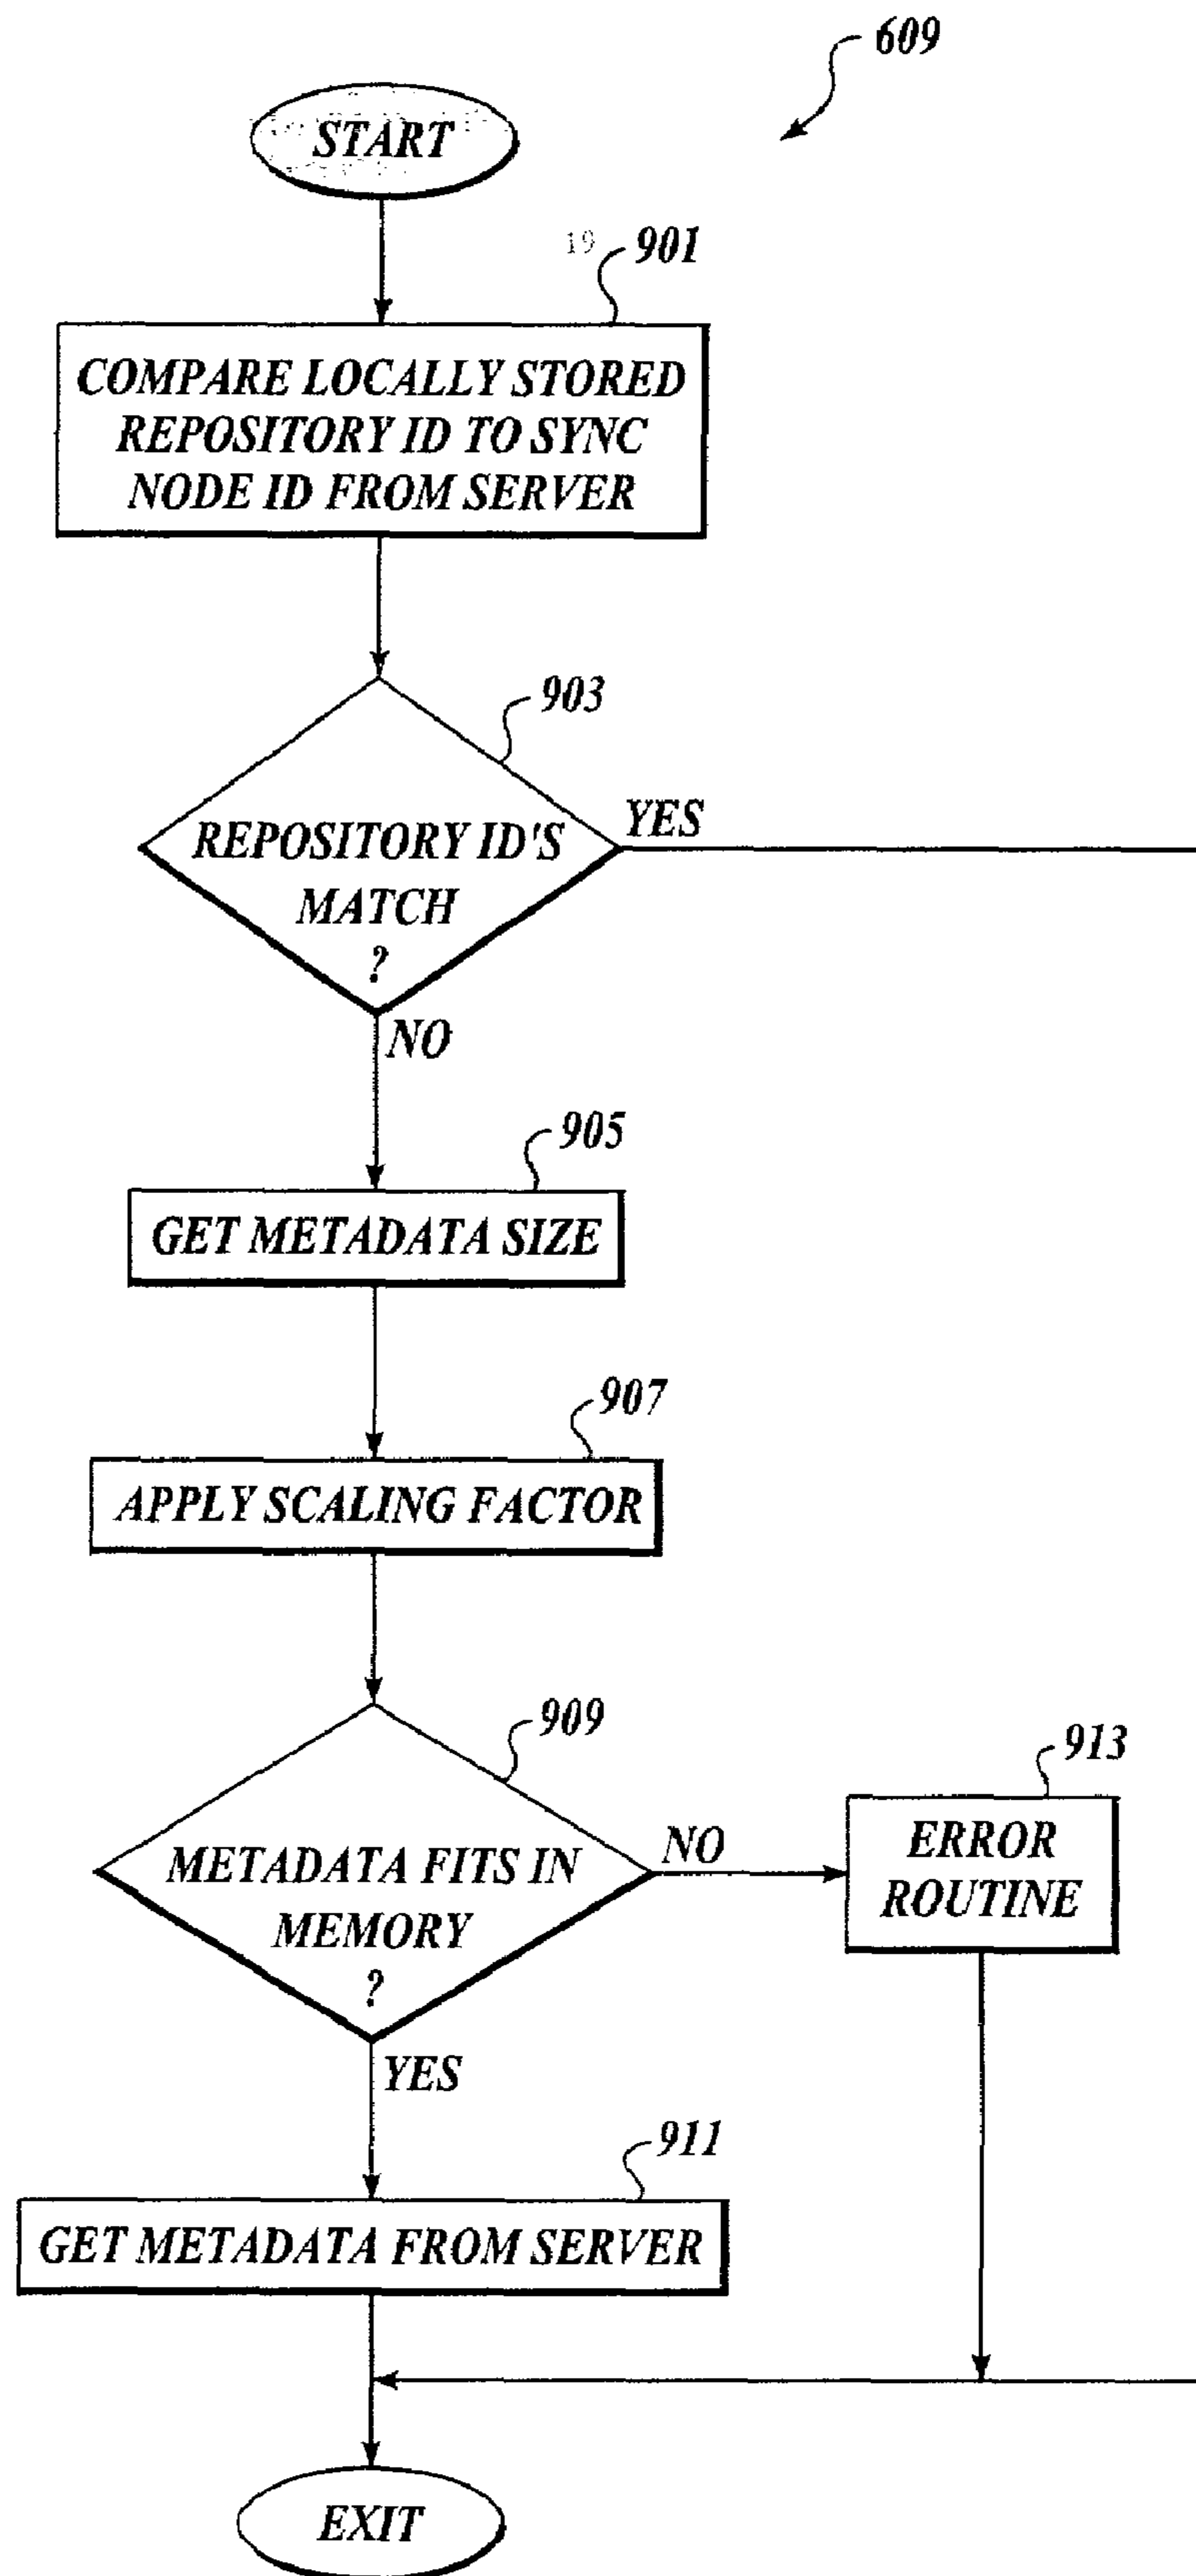 609
START
19
901
COMPARE LOCALLY STORED
REPOSITORY ID TO SYNC
NODE ID FROM SERVER
903
REPOSITORY ID'S
MATCH
?
YES
NO
905
GET METADATA SIZE
907
APPLY SCALING FACTOR
909
METADATA FITS IN
MEMORY
?
NO
913
ERROR
ROUTINE
YES
911
GET METADATA FROM SERVER
EXIT